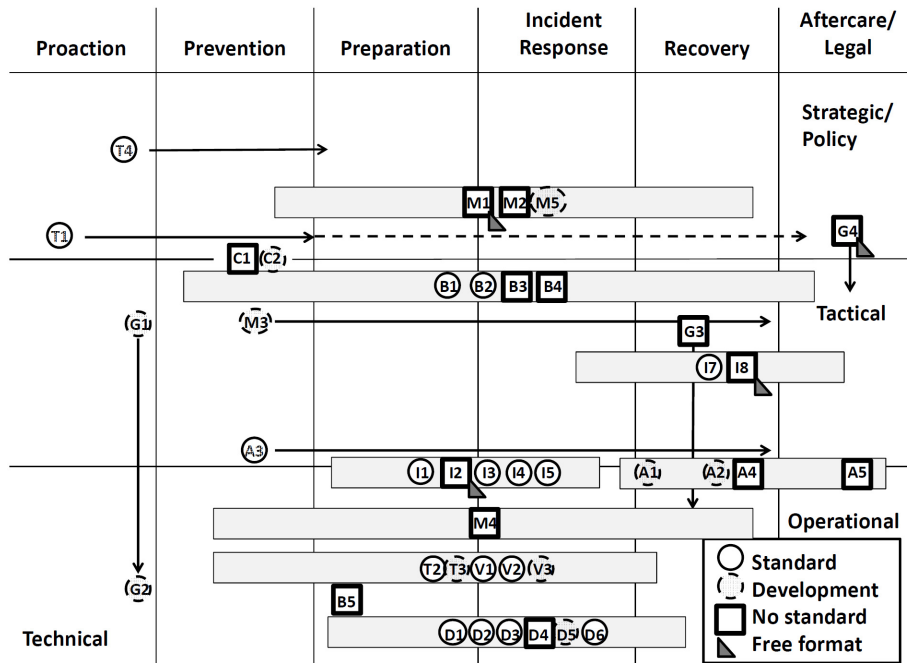 Proaction
Prevention
Preparation
Incident
Response
Recovery
Aftercare/
Legal
Strategic/
Policy
T4
M1
M2
M5
T1
G4
C1
C2
B1
B2
B3
B4
Tactical
G1
M3
G3
I7
I8
A3
I1
I2
I3
I4
I5
A1
A2
A4
A5
M4
Operational
T2
T3
V1
V2
V3
G2
B5
D1
D2
D3
D4
D5
D6
Technical
Standard
Development
No standard
Free format